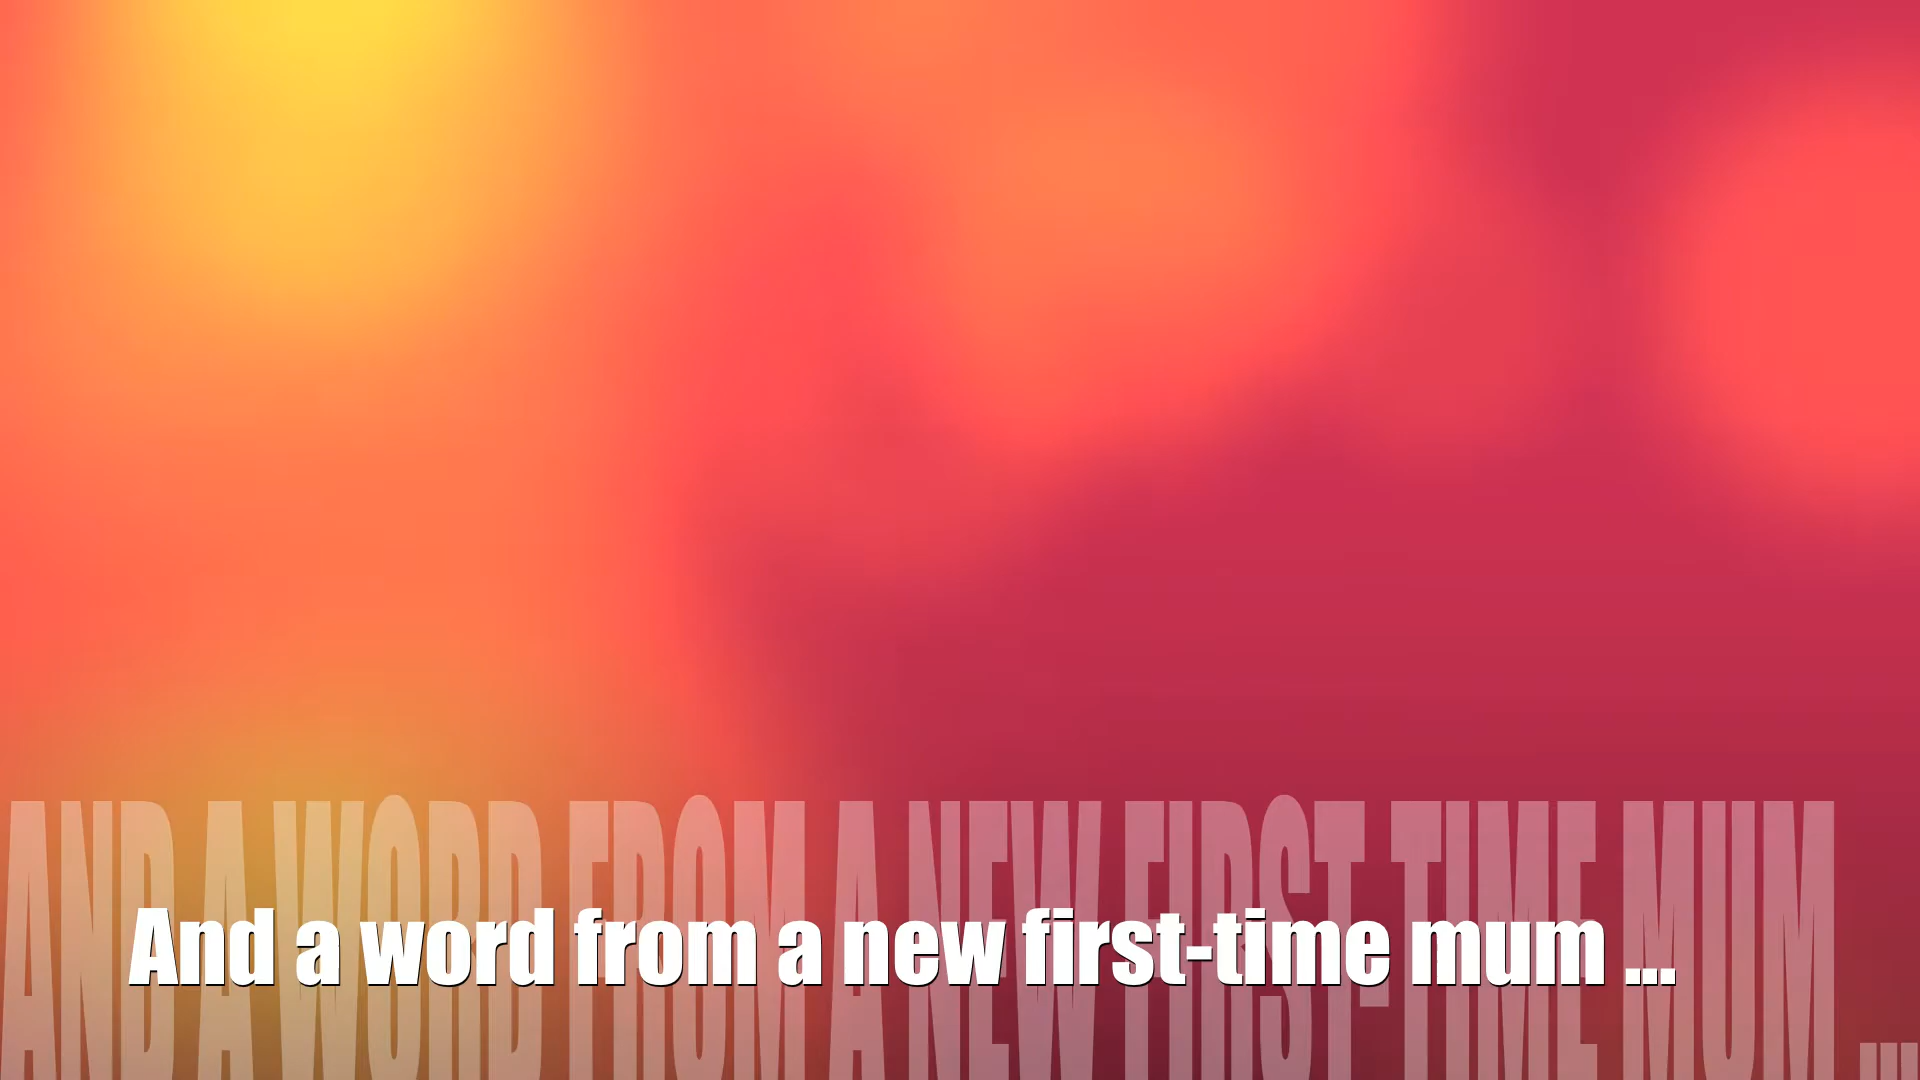 AND A WORD FROM A NEW FIRST-TIME MUM ...
And a word from a new first-time mum ...